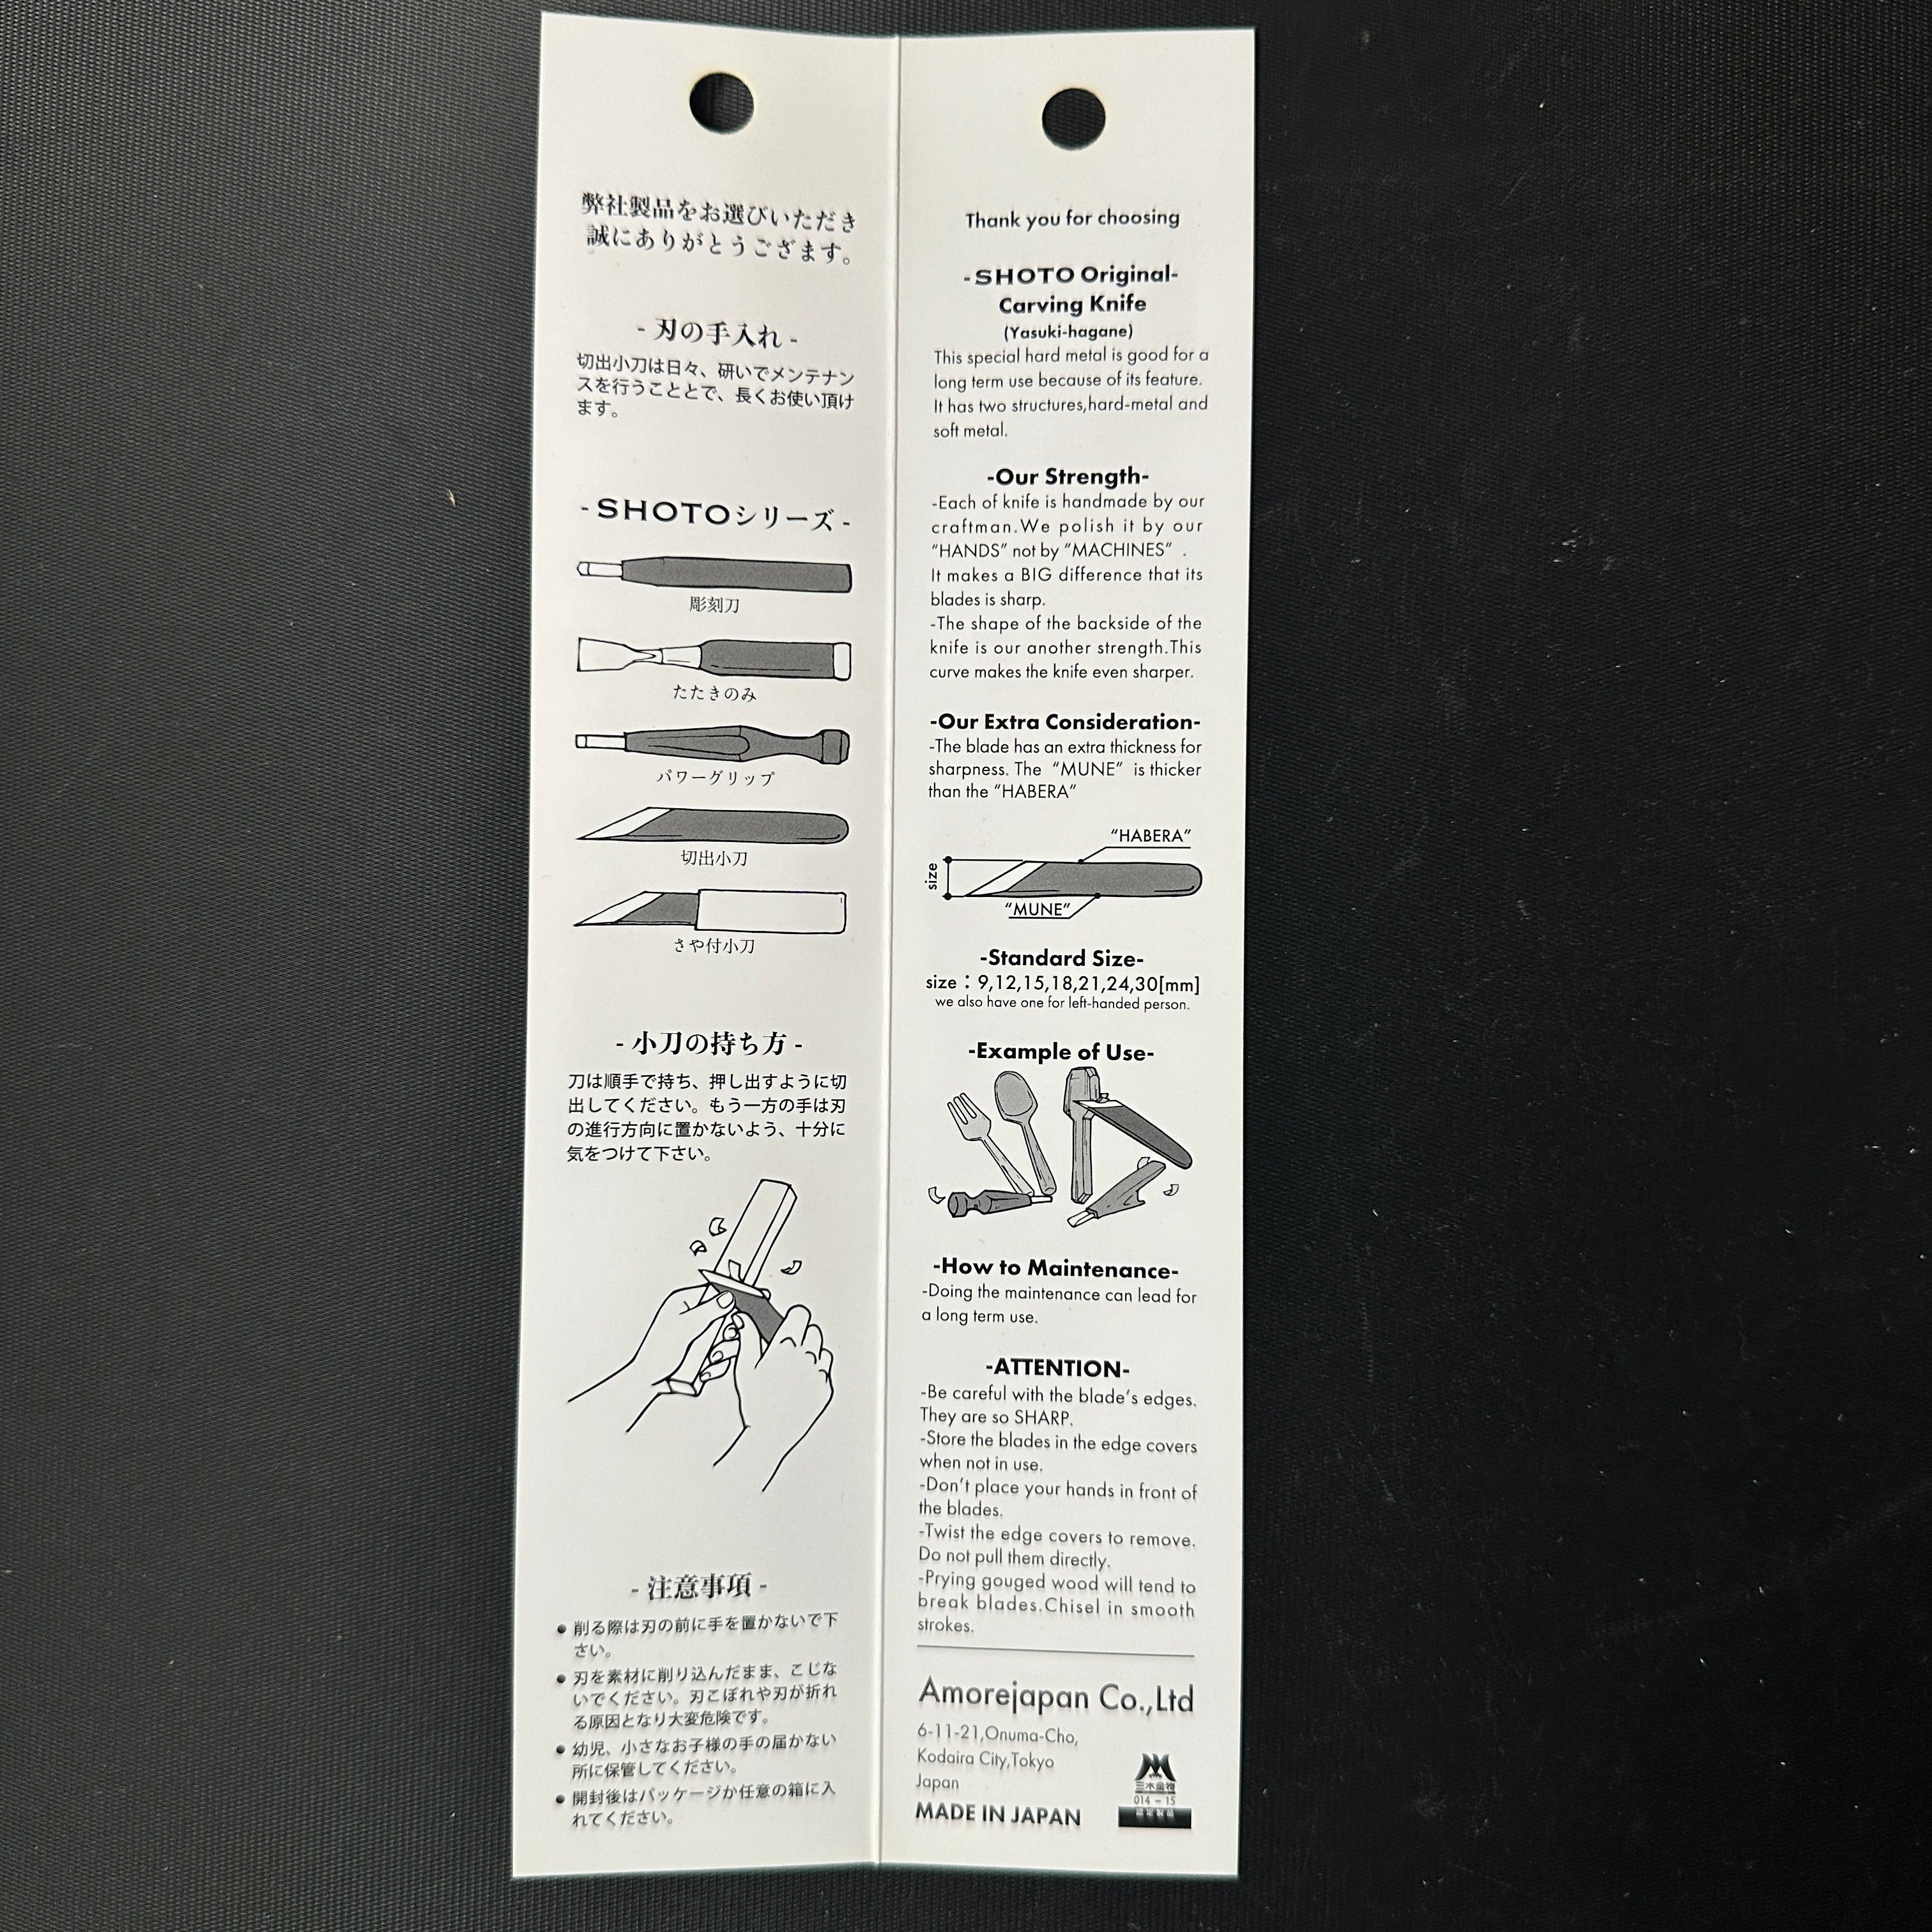 弊社製品をお選びいただき
誠にありがとうござます。
- 刃の手入れ -
切出小刀は日々、研いでメンテナン
スを行うこととで、長くお使い頂け
ます。
- SHOTOシリーズ -
彫刻刀
たたきのみ
パワーグリップ
切出小刀
さや付小刀
- 小刀の持ち方 -
刀は順手で持ち、押し出すように切
出してください。もう一方の手は刃
の進行方向に置かないよう、十分に
気をつけて下さい。
- 注意事項 -
● 削る際は刃の前に手を置かないで下
さい。
● 刃を素材に削り込んだまま、こじな
いでください。刃こぼれや刃が折れ
る原因となり大変危険です。
● 幼児、小さなお子様の手の届かない
所に保管してください。
● 開封後はパッケージか任意の箱に入
れてください。
Thank you for choosing
-SHOTO Original-
Carving Knife
(Yasuki-hagane)
This special hard metal is good for a
long term use because of its feature.
It has two structures,hard-metal and
soft metal.
-Our Strength-
-Each of knife is handmade by our
craftman.We polish it by our
“HANDS” not by “MACHINES” .
It makes a BIG difference that its
blades is sharp.
-The shape of the backside of the
knife is our another strength.This
curve makes the knife even sharper.
-Our Extra Consideration-
-The blade has an extra thickness for
sharpness. The “MUNE” is thicker
than the “HABERA”
“HABERA”
size
“MUNE”
-Standard Size-
size：9,12,15,18,21,24,30[mm]
we also have one for left-handed person.
-Example of Use-
-How to Maintenance-
-Doing the maintenance can lead for
a long term use.
-ATTENTION-
-Be careful with the blade’s edges.
They are so SHARP.
-Store the blades in the edge covers
when not in use.
-Don’t place your hands in front of
the blades.
-Twist the edge covers to remove.
Do not pull them directly.
-Prying gouged wood will tend to
break blades.Chisel in smooth
strokes.
Amorejapan Co.,Ltd
6-11-21,Onuma-Cho,
Kodaira City,Tokyo
Japan
MADE IN JAPAN
三木金物
014 – 15
認定製品